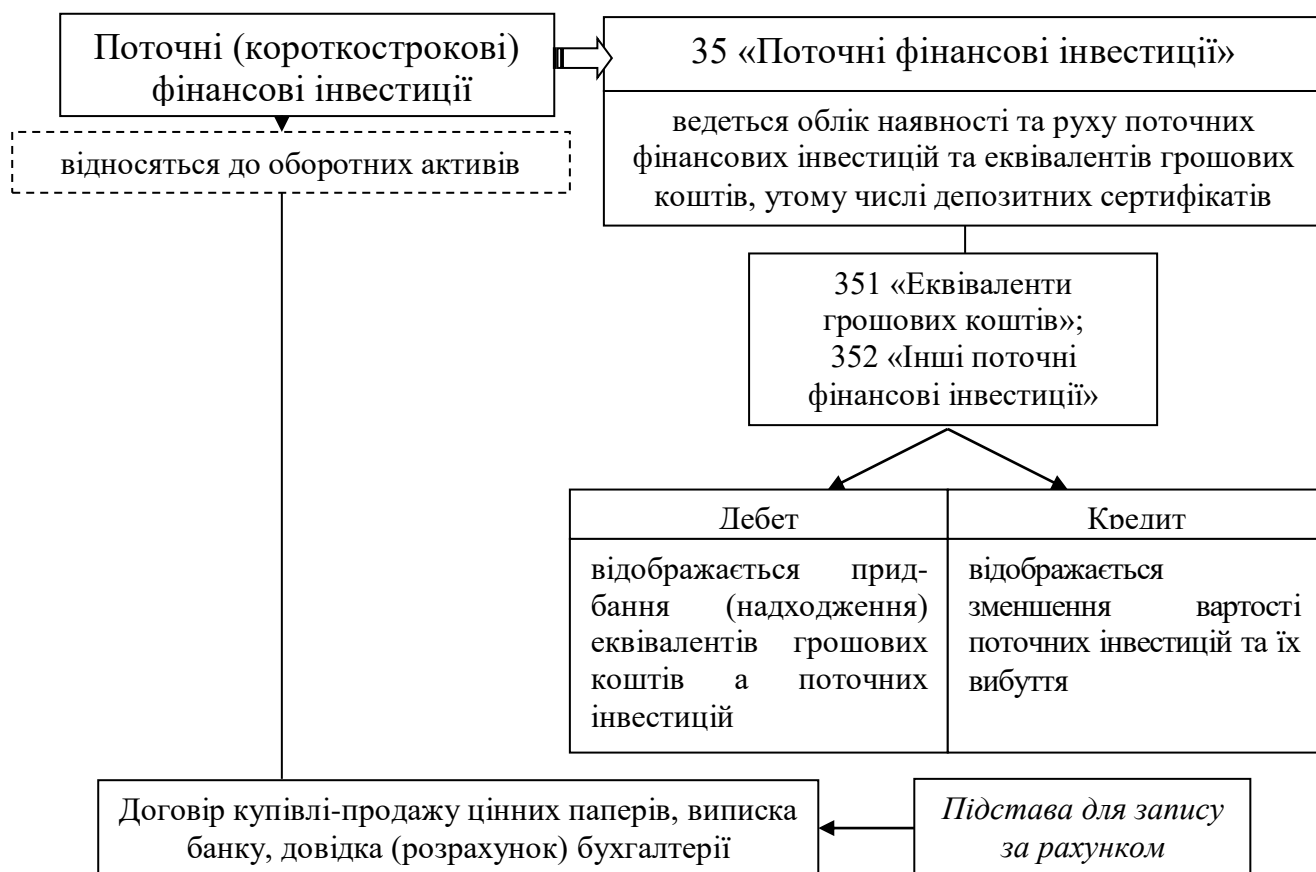 Поточні (короткострокові)
фінансові інвестиції
35 «Поточні фінансові інвестиції»
відносяться до оборотних активів
ведеться облік наявності та руху поточних
фінансових інвестицій та еквівалентів грошових
коштів, утому числі депозитних сертифікатів
351 «Еквіваленти
грошових коштів»;
352 «Інші поточні
фінансові інвестиції»
Дебет
Кредит
відображається прид-
бання (надходження)
еквівалентів грошових
коштів а поточних
інвестицій
відображається
зменшення вартості
поточних інвестицій та їх
вибуття
Договір купівлі-продажу цінних паперів, виписка
банку, довідка (розрахунок) бухгалтерії
Підстава для запису
за рахунком